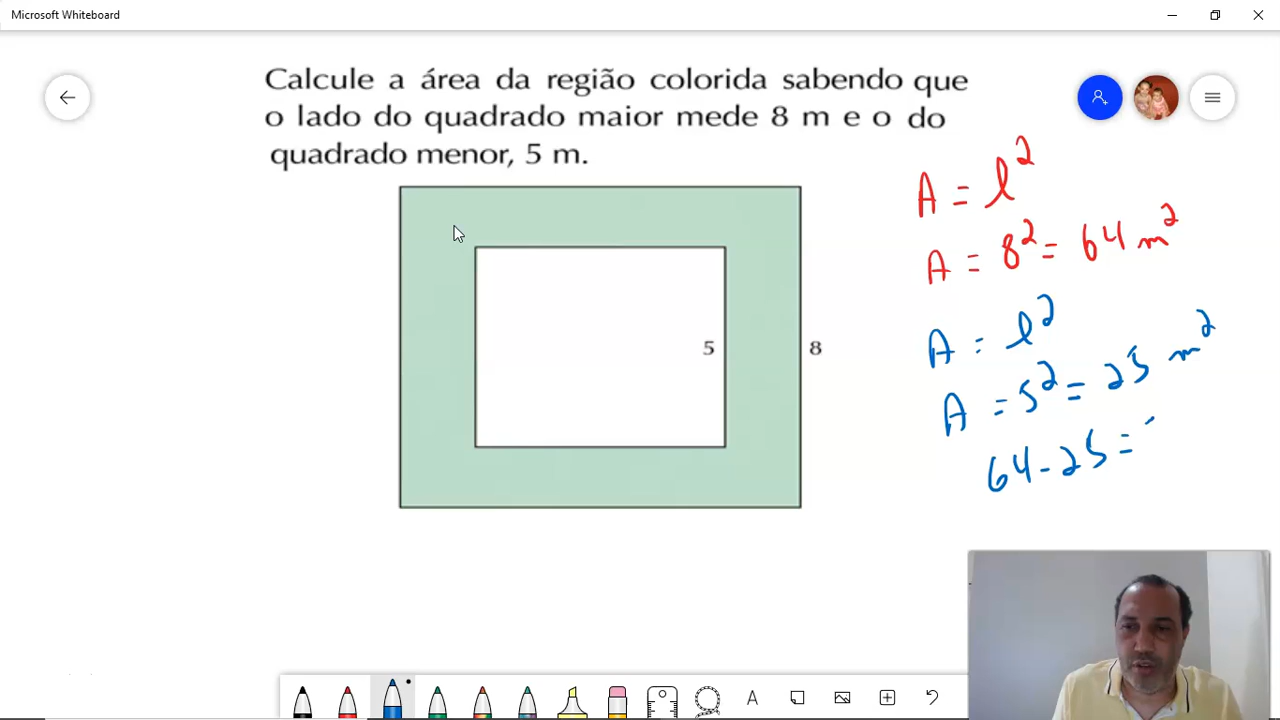 Microsoft Whiteboard
Calcule a área da região colorida sabendo que
o lado do quadrado maior mede 8 m e o do
quadrado menor, 5 m.
5
8
A = l²
A = 8² = 64 m²
A = l²
A = 5² = 25 m²
64 - 25 =
A